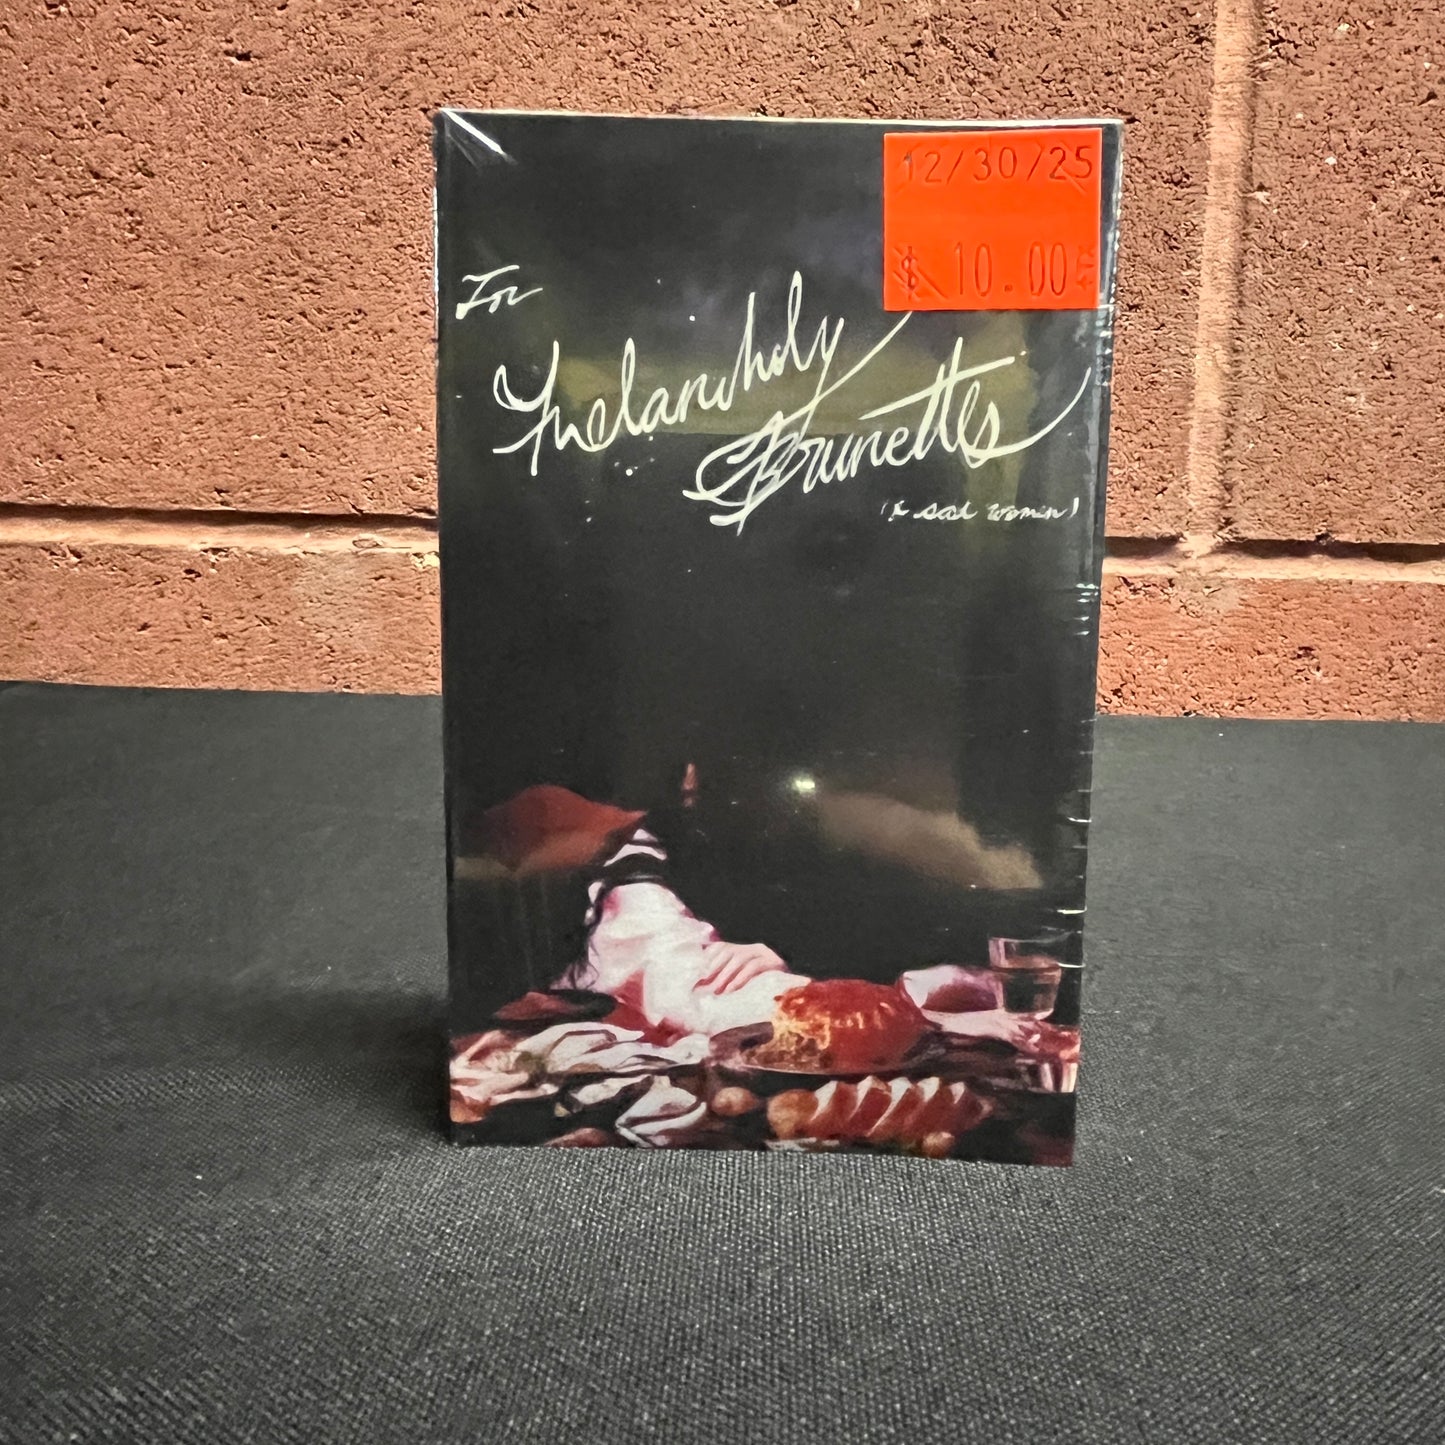 12/30/25
$ 10.00
For
Melancholy
Brunettes
(& sad women)